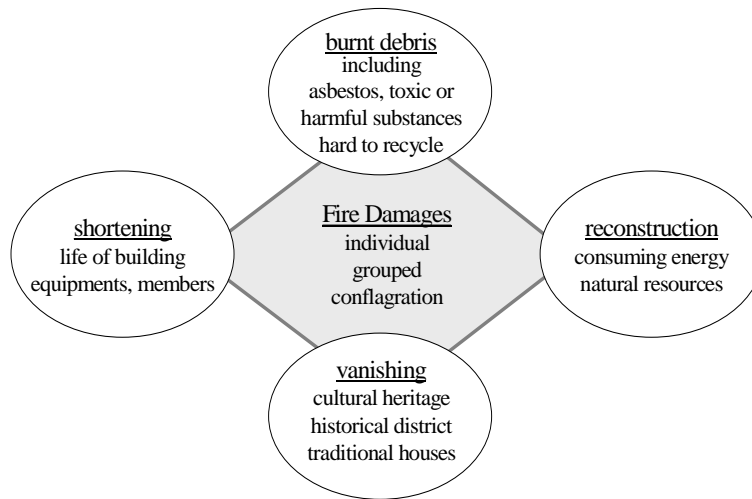 burnt debris
including
asbestos, toxic or
harmful substances
hard to recycle
shortening
life of building
equipments, members
Fire Damages
individual
grouped
conflagration
reconstruction
consuming energy
natural resources
vanishing
cultural heritage
historical district
traditional houses